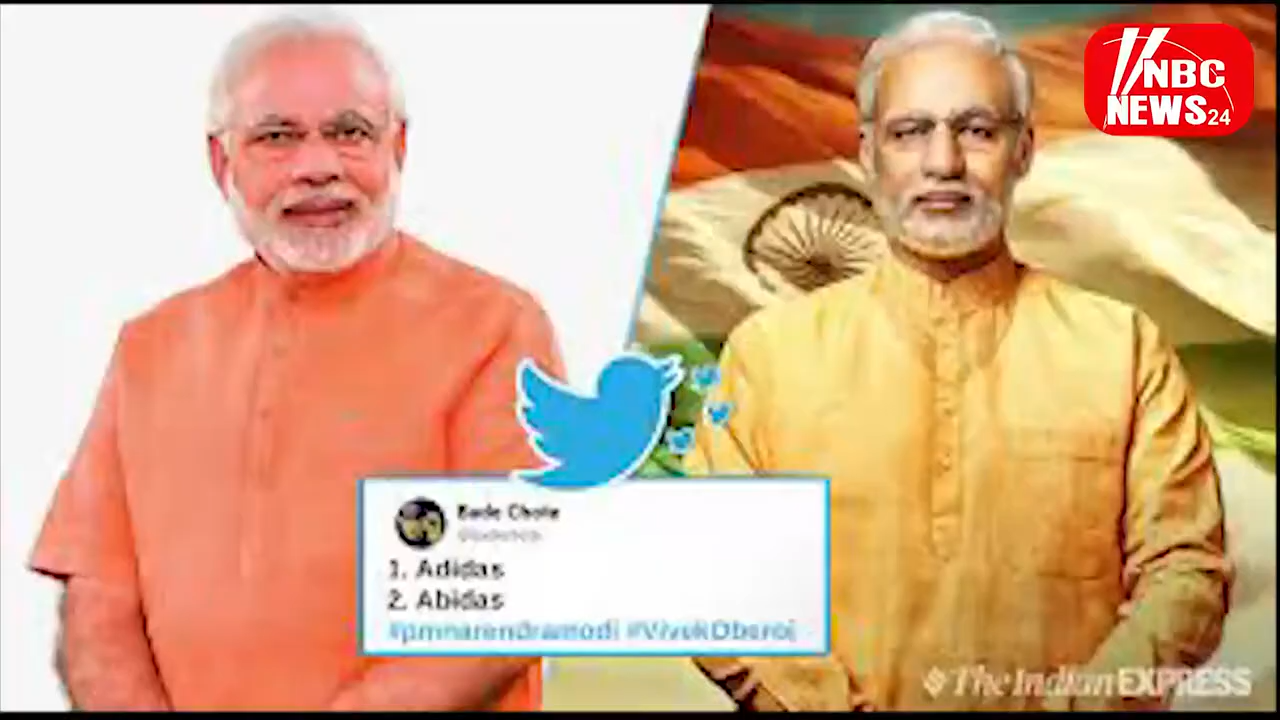 NBC
NEWS24
Bade Chote
1. Adidas
2. Abidas
#pmnarendramodi #VivekOberoi
The Indian EXPRESS